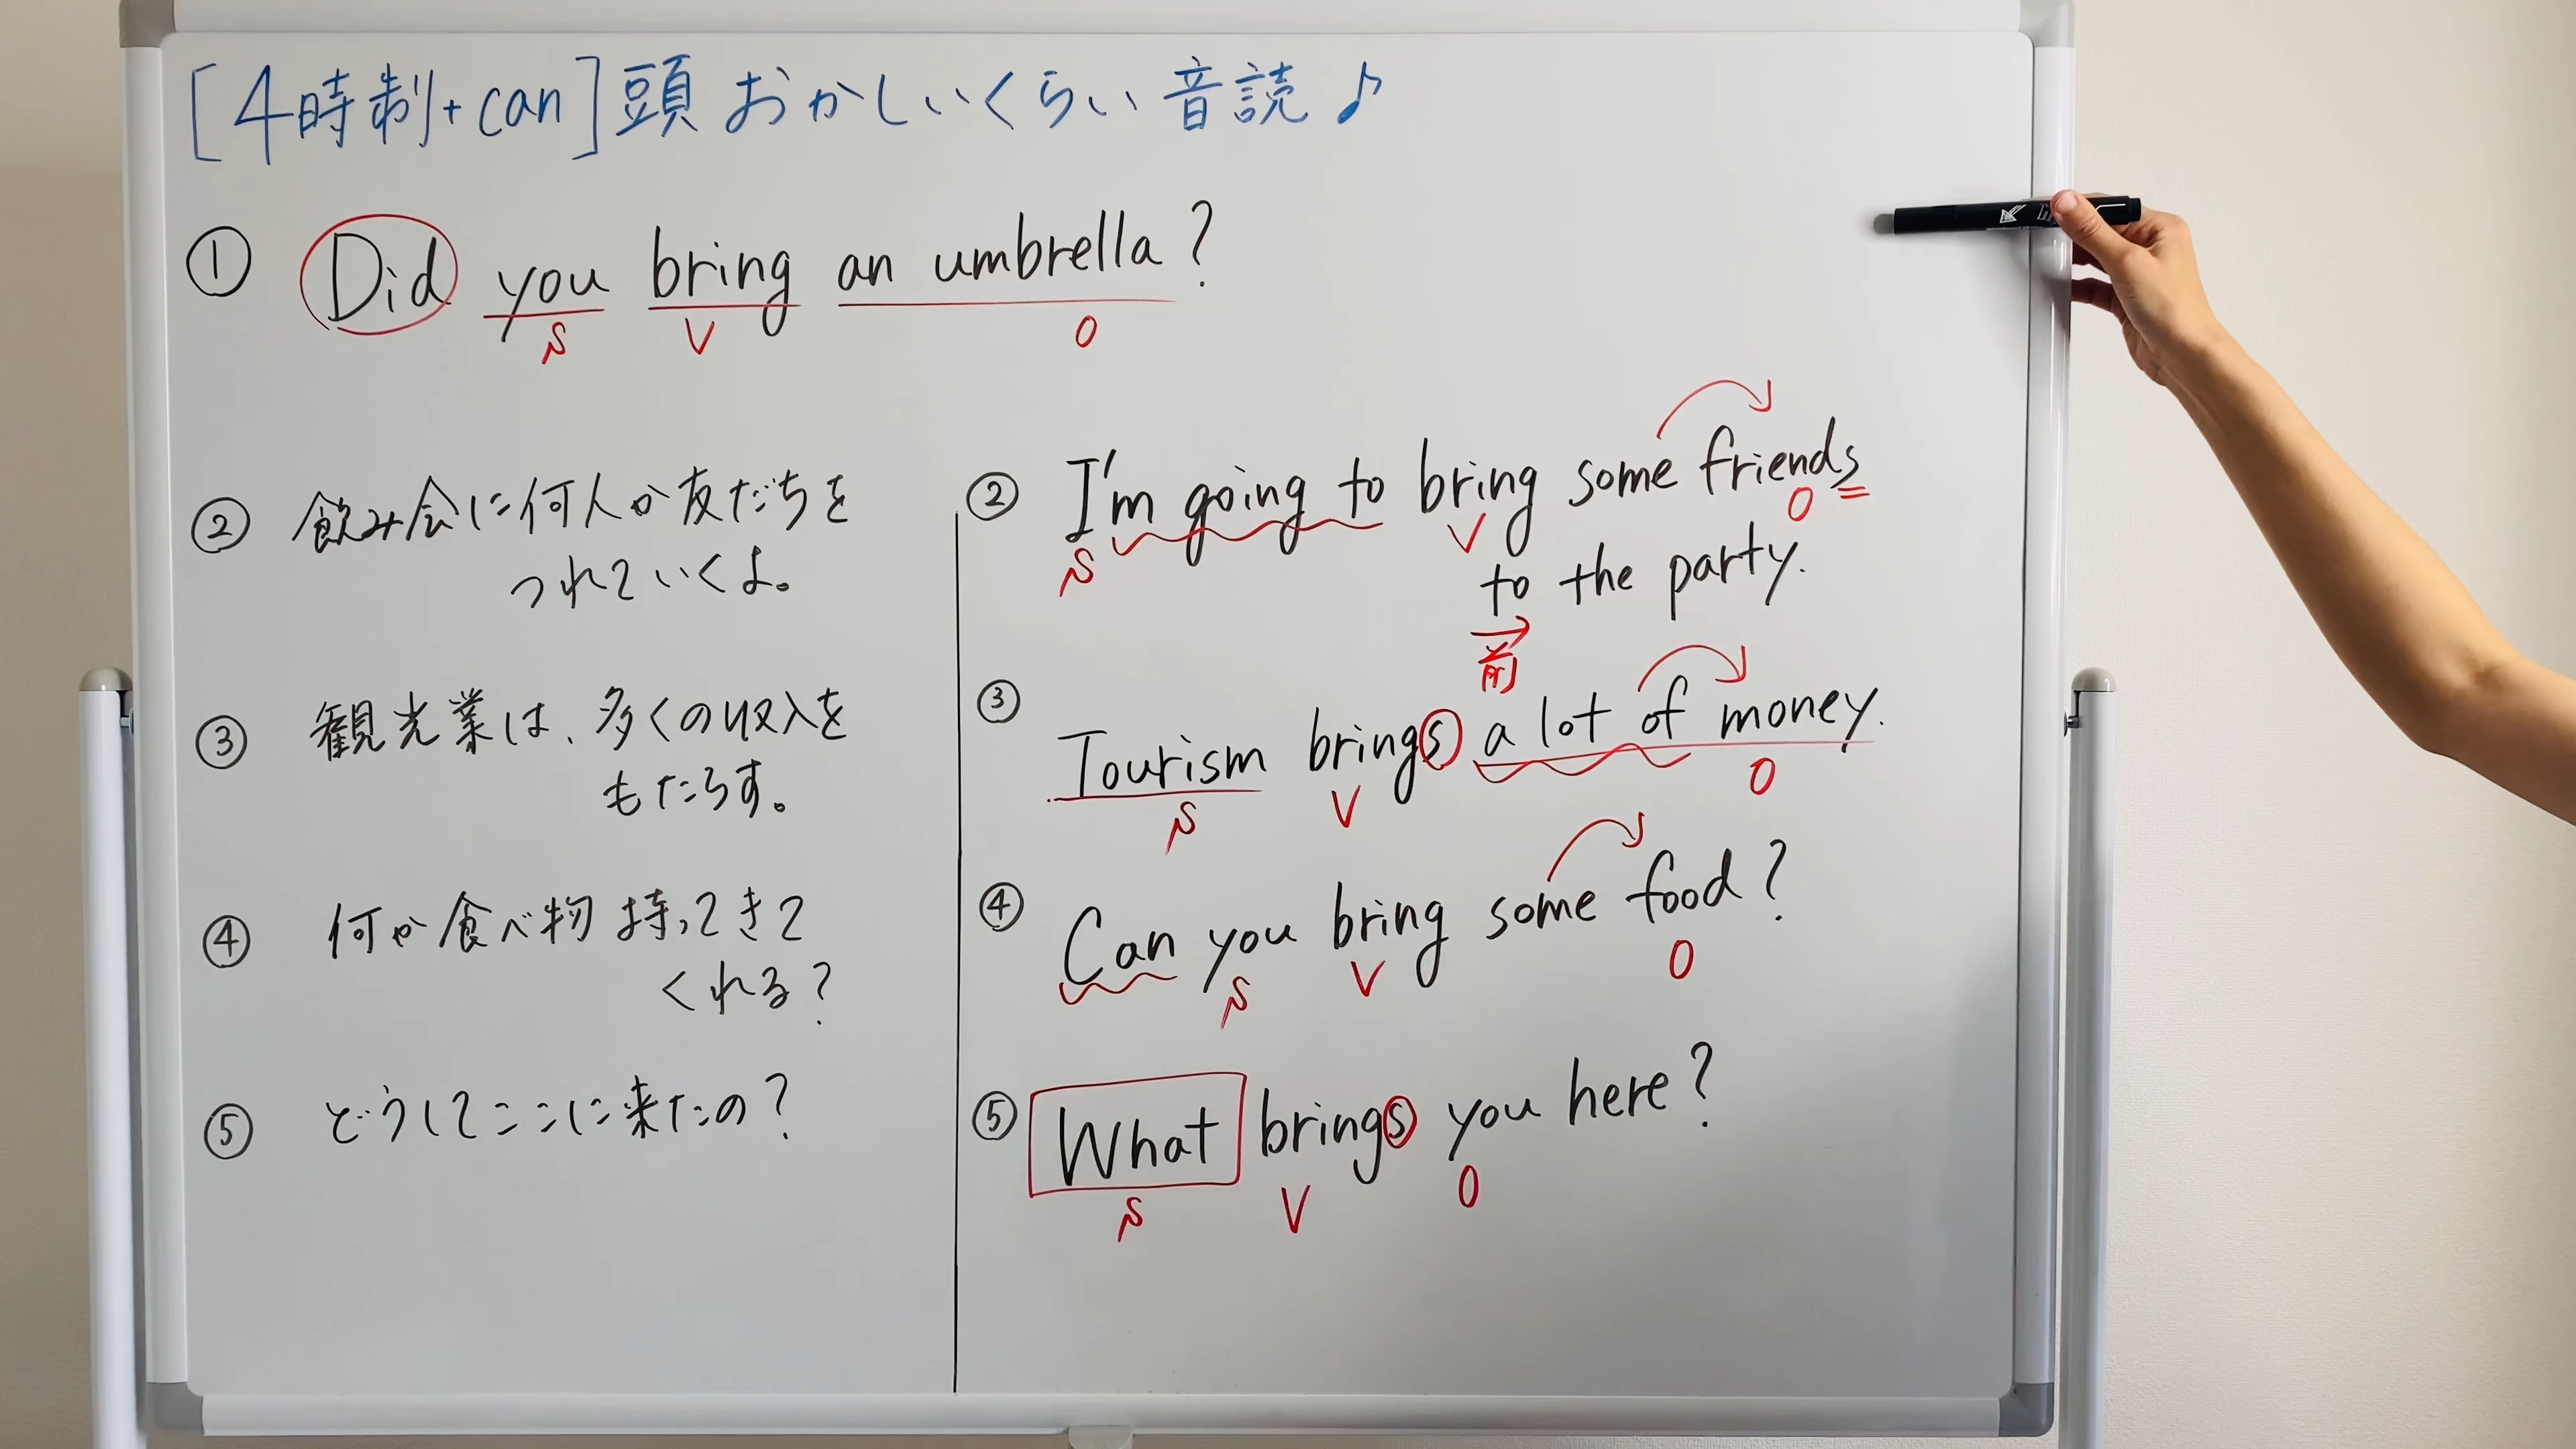 [4時制+can]頭おかしいくらい音読♪
① Did you bring an umbrella?
S V O
② 飲み会に何人か友だちを
つれていくよ。
③ 観光業は、多くの収入を
もたらす。
④ 何か食べ物持ってきて
くれる?
⑤ どうしてここに来たの?
② I'm going to bring some friends
S V O
to the party.
前
③ Tourism brings a lot of money.
S V O
④ Can you bring some food?
S V O
⑤ What brings you here?
S V O